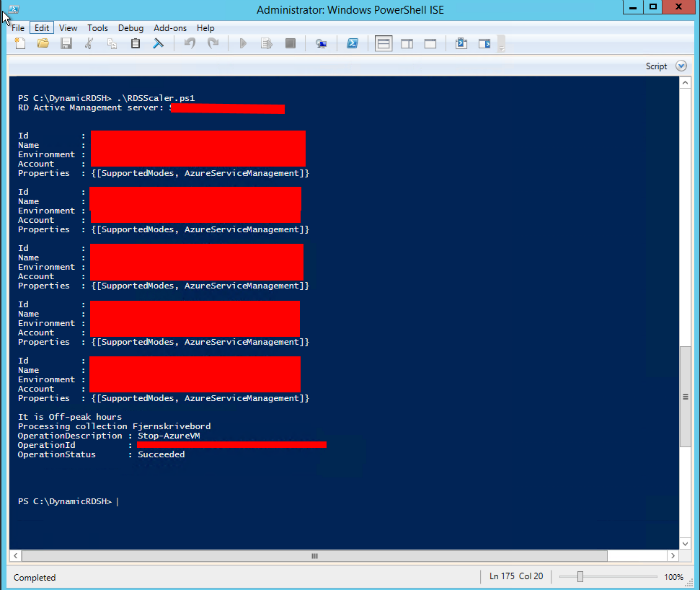 Administrator: Windows PowerShell ISE
File Edit View Tools Debug Add-ons Help
Script
PS C:\DynamicRDSH> .\RDSScaler.ps1
RD Active Management server:
Id :
Name :
Environment :
Account :
Properties : {[SupportedModes, AzureServiceManagement]}
Id :
Name :
Environment :
Account :
Properties : {[SupportedModes, AzureServiceManagement]}
Id :
Name :
Environment :
Account :
Properties : {[SupportedModes, AzureServiceManagement]}
Id :
Name :
Environment :
Account :
Properties : {[SupportedModes, AzureServiceManagement]}
Id :
Name :
Environment :
Account :
Properties : {[SupportedModes, AzureServiceManagement]}
It is Off-peak hours
Processing collection Fjernskrivebord
OperationDescription : Stop-AzureVM
OperationId :
OperationStatus : Succeeded
PS C:\DynamicRDSH>
Completed
Ln 175 Col 20
100%